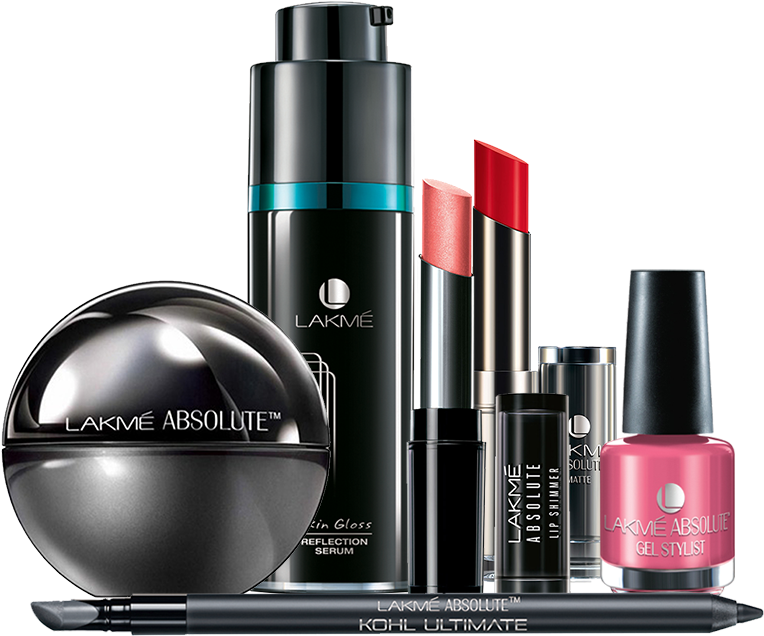 LAKMÉ
Skin Gloss
REFLECTION
SERUM
LAKMÉ ABSOLUTE™
LAKMÉ
ABSOLUTE
LIP SHIMMER
MATTE
LAKMÉ ABSOLUTE
GEL STYLIST
LAKMÉ ABSOLUTE™
KOHL ULTIMATE